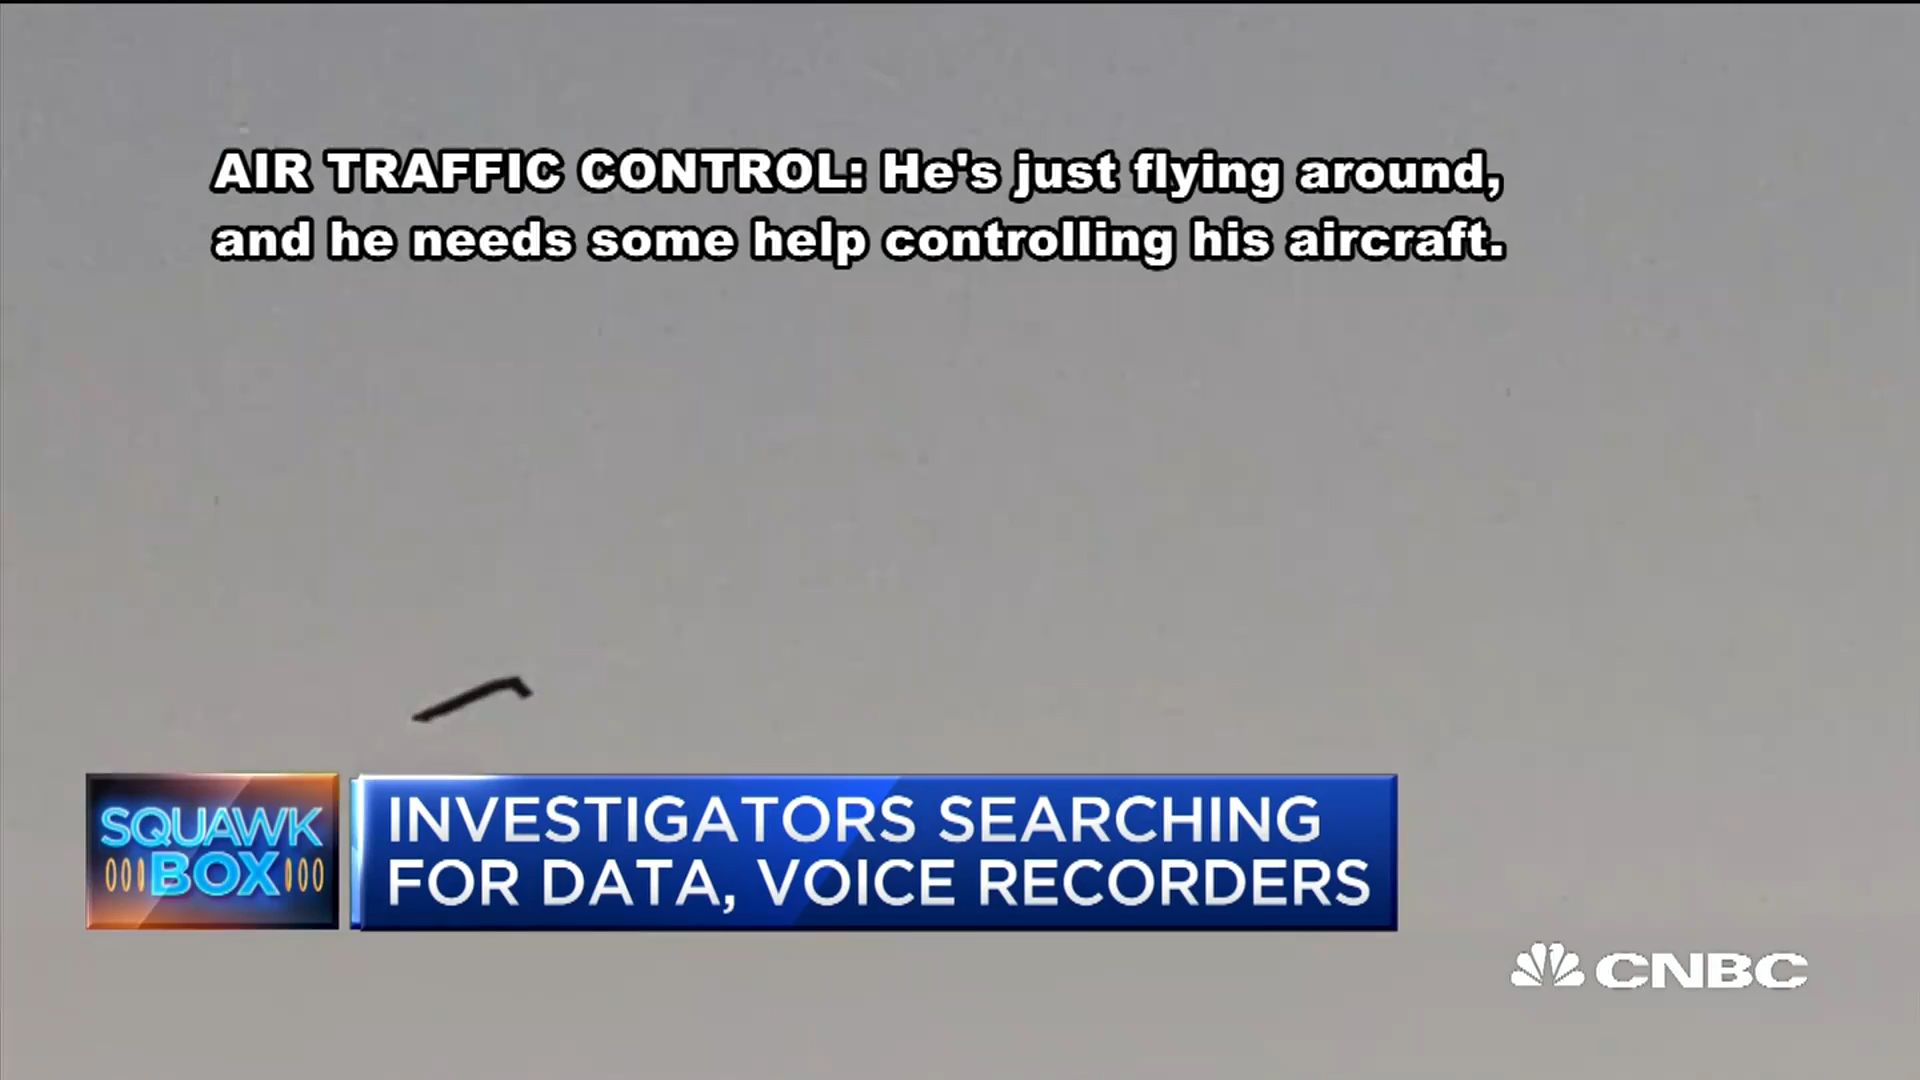 AIR TRAFFIC CONTROL: He's just flying around,
and he needs some help controlling his aircraft.
SQUAWK
BOX
INVESTIGATORS SEARCHING
FOR DATA, VOICE RECORDERS
CNBC